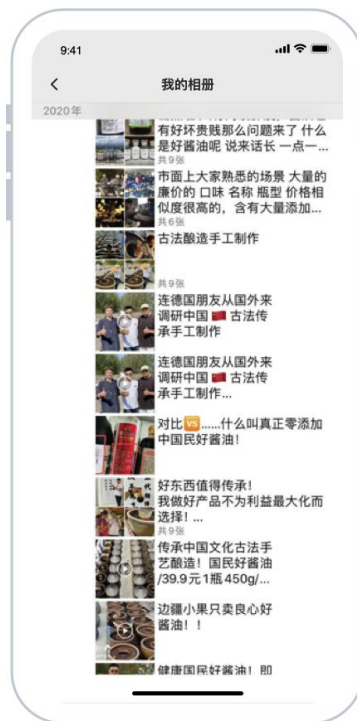 9:41
我的相册
2020年
有好坏贵贱那么问题来了 什么
是好酱油呢 说来话长 一点一...
共9张
市面上大家熟悉的场景 大量的
廉价的 口味 名称 瓶型 价格相
似度很高的，含有大量添加...
共6张
古法酿造手工制作
共9张
连德国朋友从国外来
调研中国🇨🇳古法传
承手工制作
连德国朋友从国外来
调研中国🇨🇳古法传
承手工制作...
对比🆚......什么叫真正零添加
中国民好酱油！
好东西值得传承！
我做好产品不为利益最大化而
选择！...
共9张
传承中国文化古法手
艺酿造！国民好酱油
/39.9元1瓶450g/...
边疆小果只卖良心好
酱油！！
健康国民好酱油！即